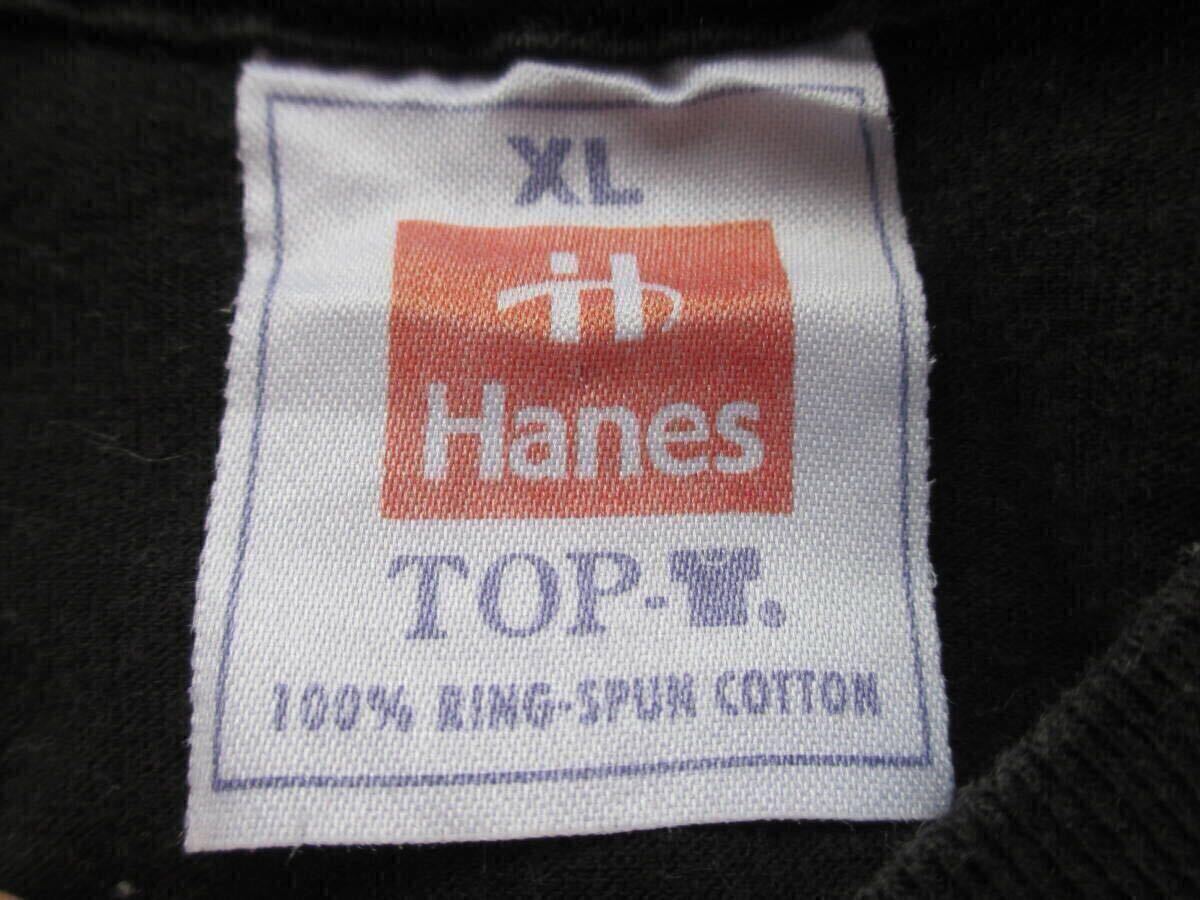 XL
H
Hanes
TOP-
100% RING-SPUN COTTON